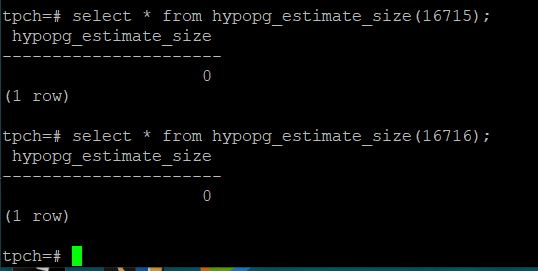 tpch=# select * from hypopg_estimate_size(16715);
 hypopg_estimate_size
----------------------
                    0
(1 row)
tpch=# select * from hypopg_estimate_size(16716);
 hypopg_estimate_size
----------------------
                    0
(1 row)
tpch=#